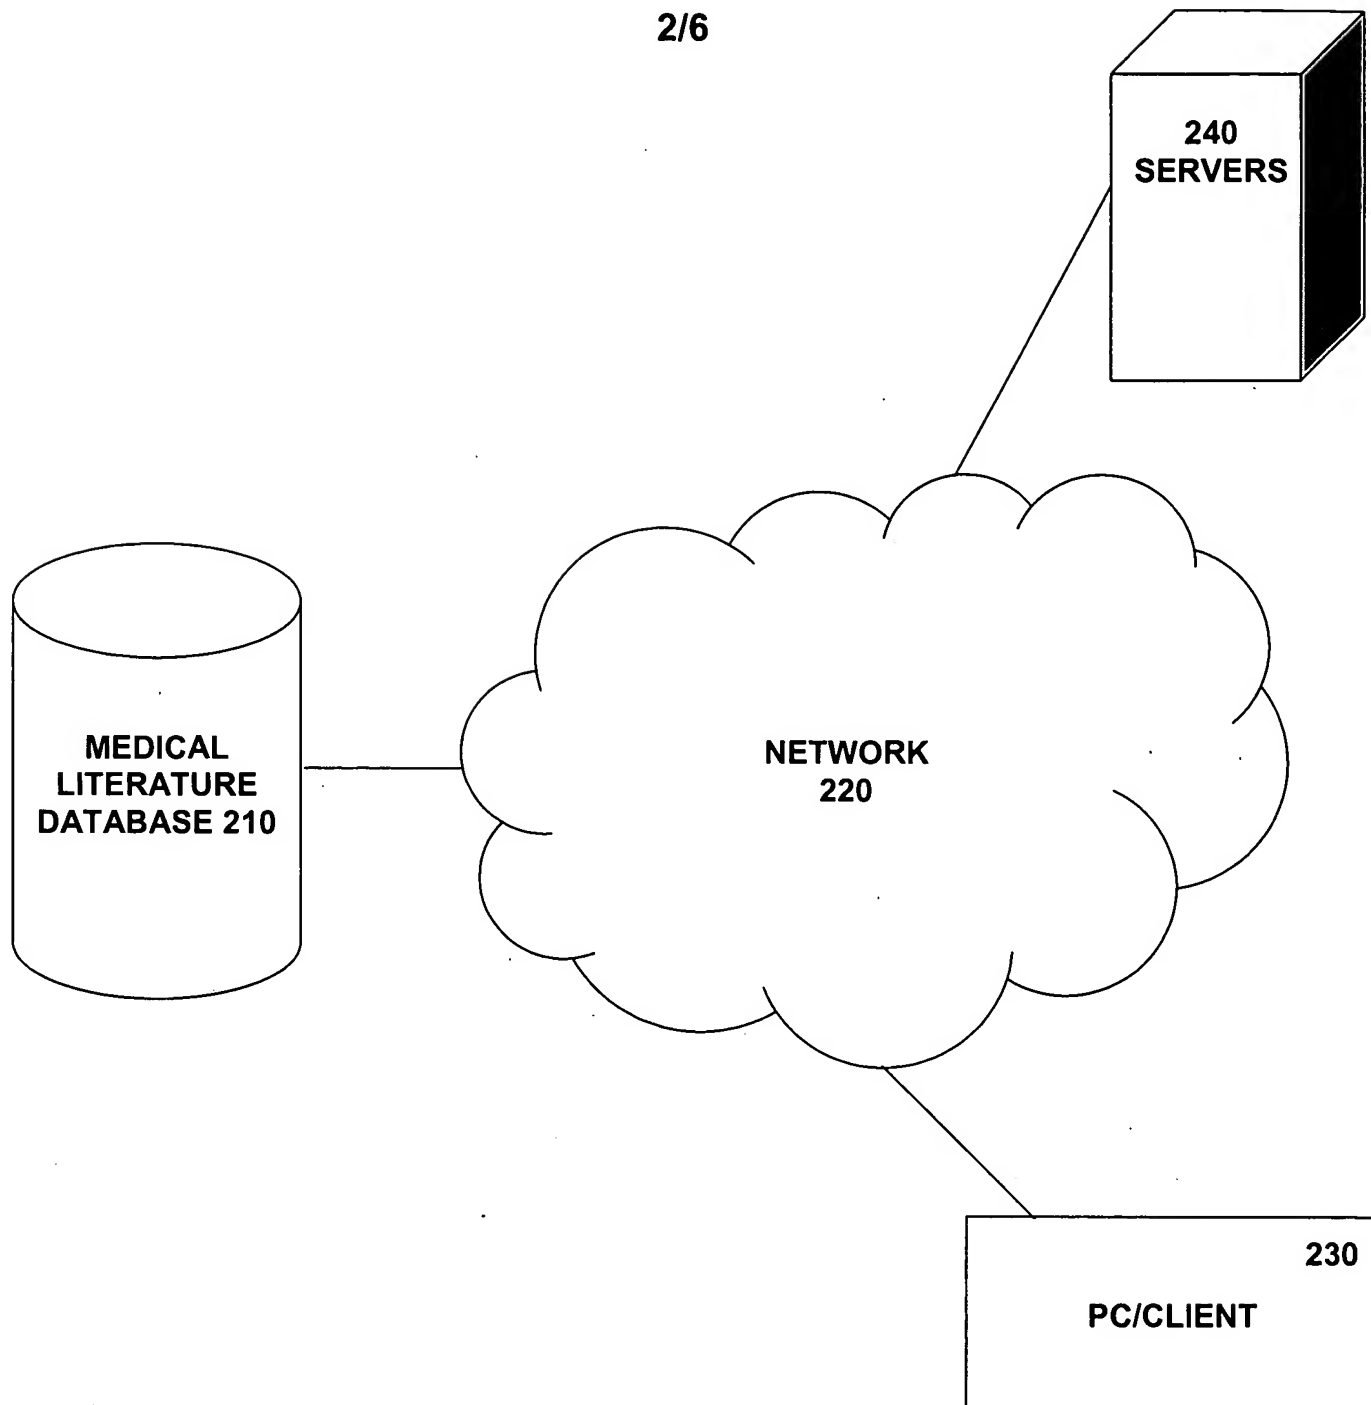 2/6
240
SERVERS
MEDICAL
LITERATURE
DATABASE 210
NETWORK
220
230
PC/CLIENT